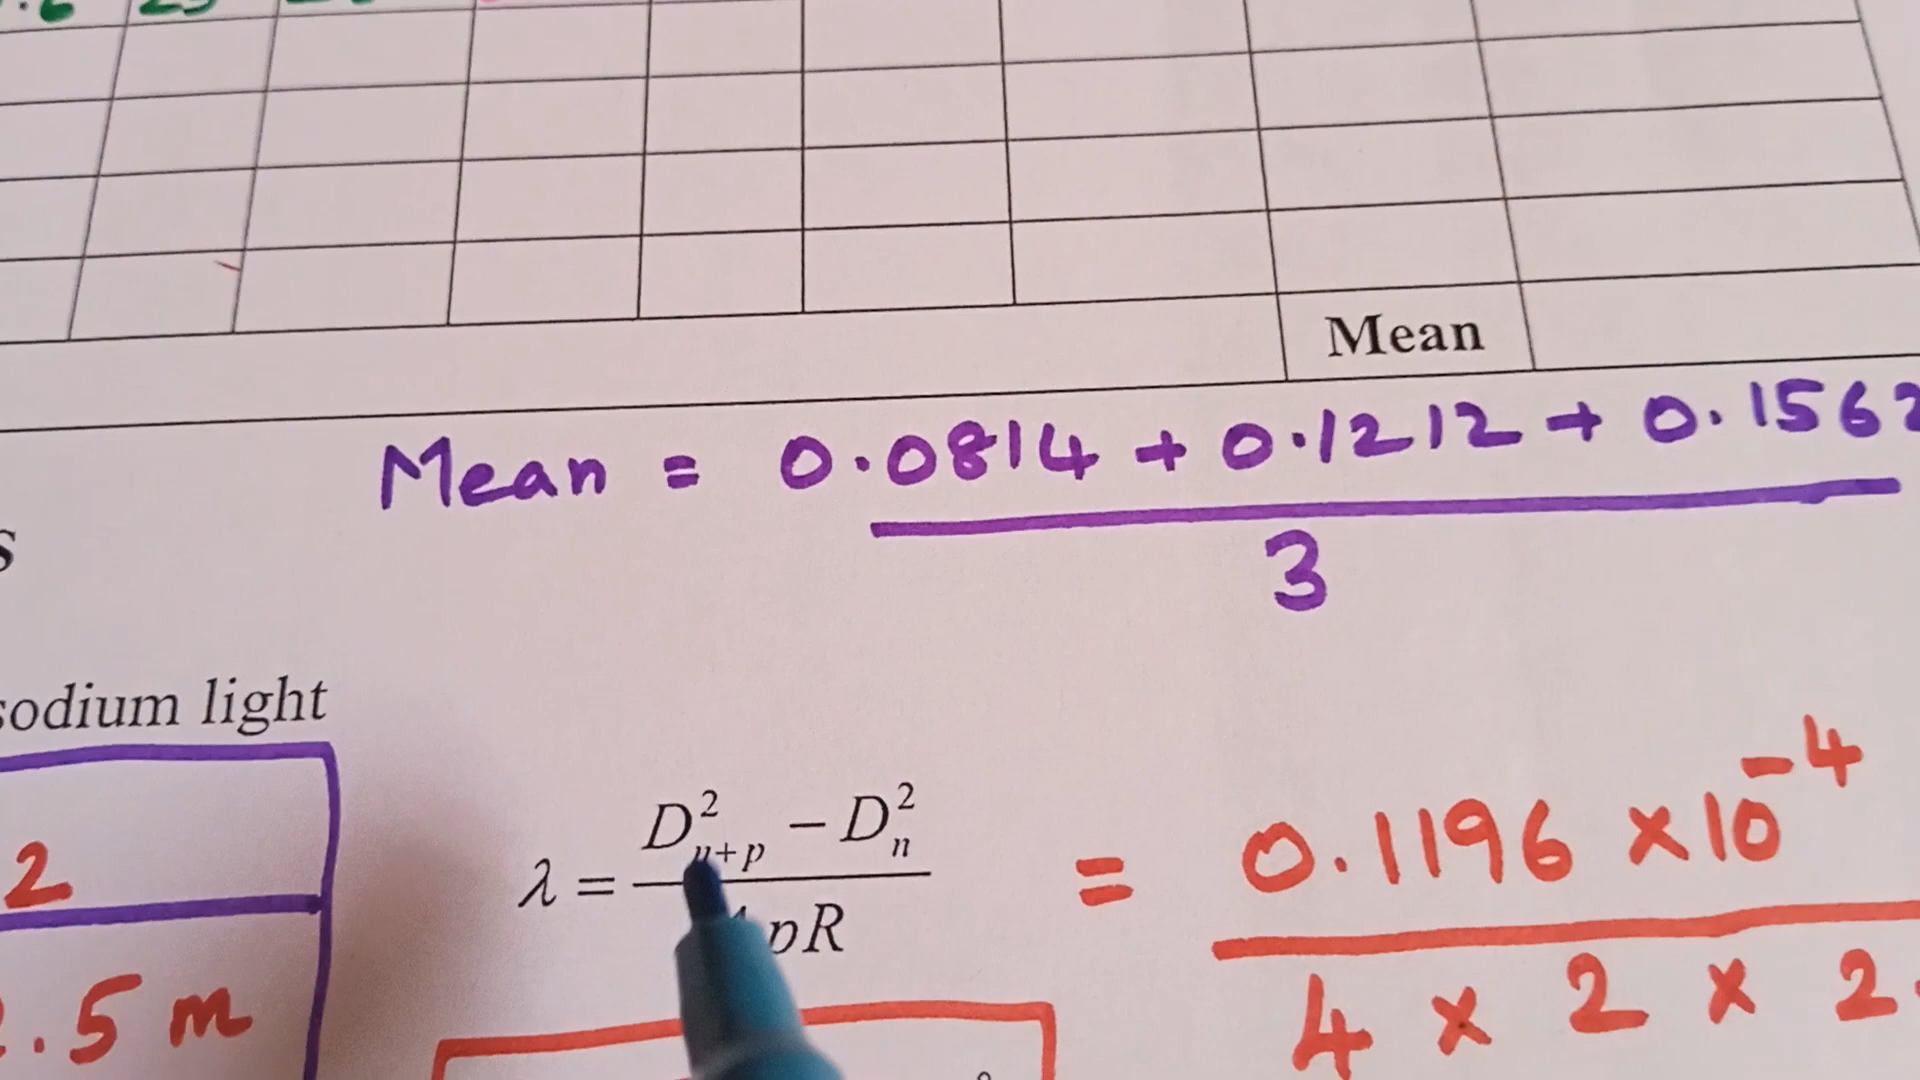 Mean
Mean = 0.0814 + 0.1212 + 0.1562
3
sodium light
λ = D²ₙ₊ₚ − D²ₙ = 0.1196 × 10⁻⁴
pR 4 × 2 × 2.
2
.5 m